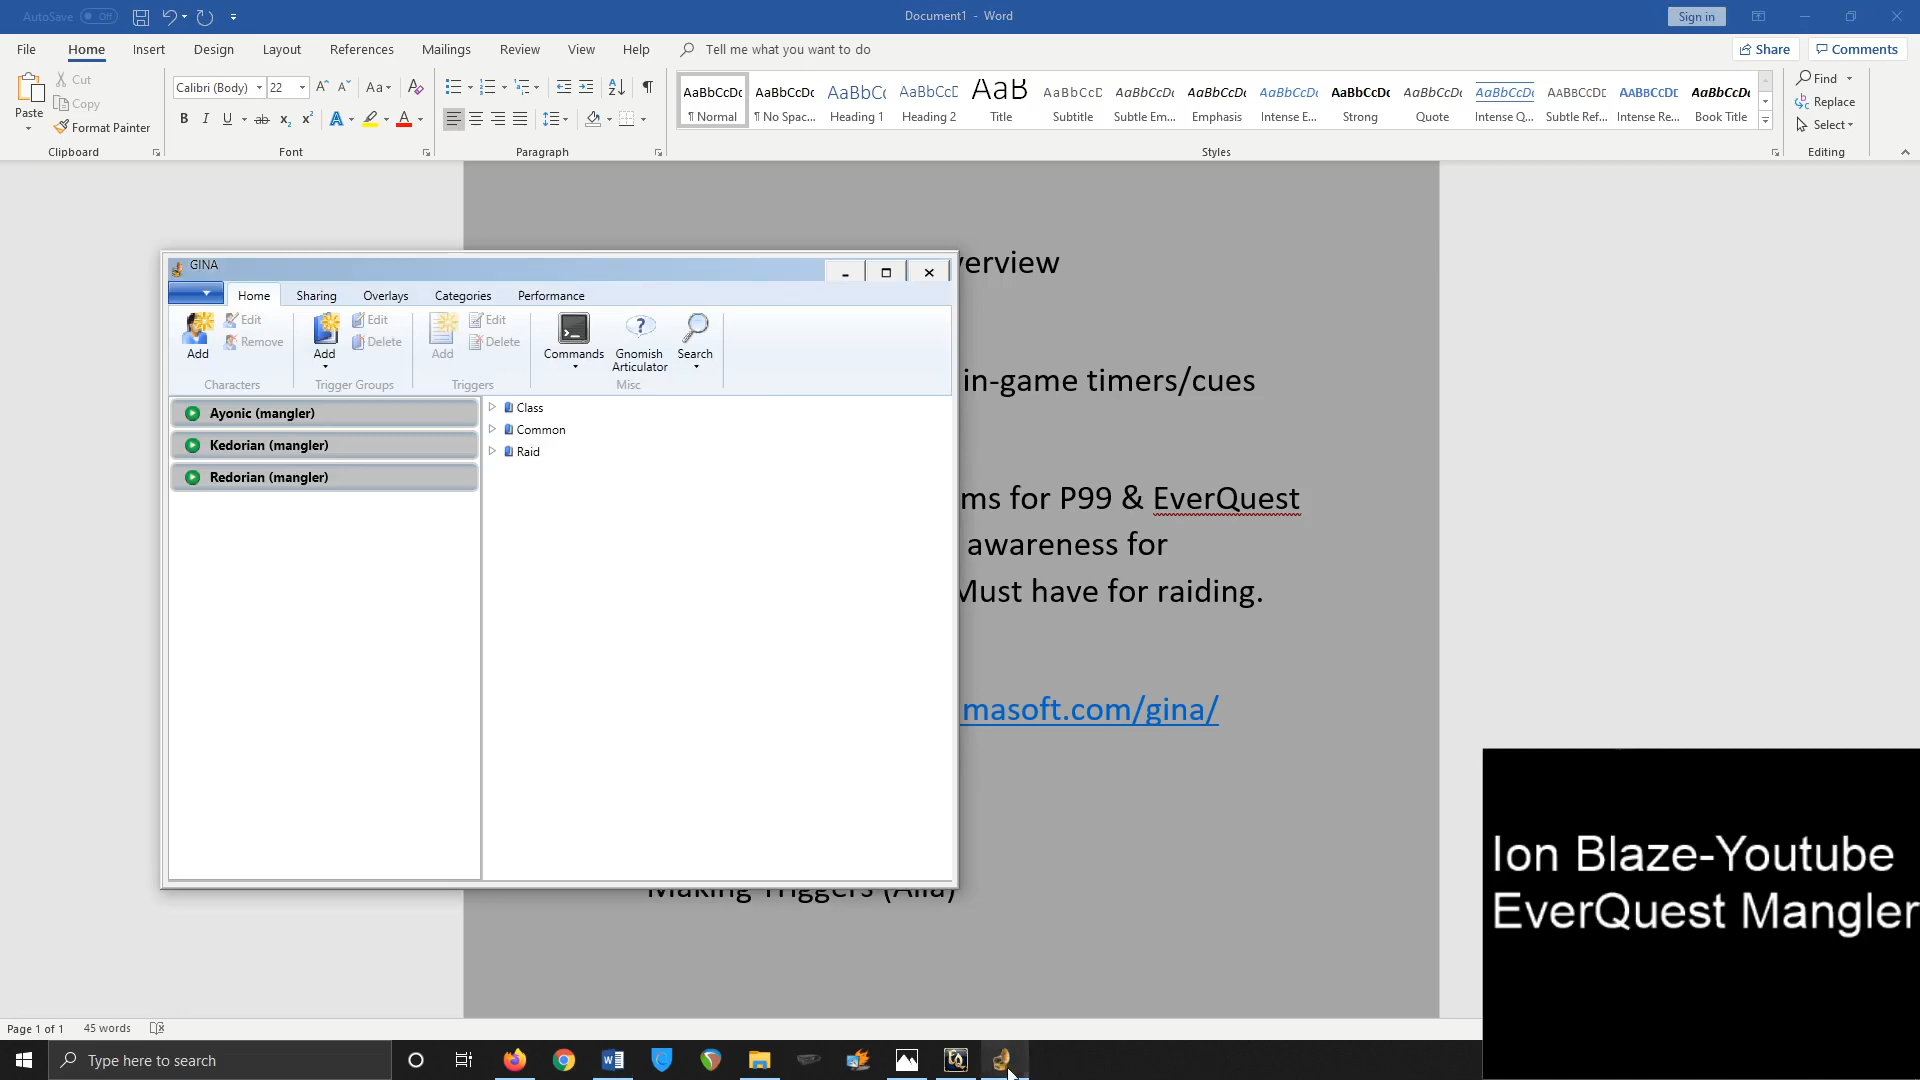 AutoSave Off
Document1 - Word
Sign in
File Home Insert Design Layout References Mailings Review View Help Tell me what you want to do
Share Comments
Paste
Cut
Copy
Format Painter
Clipboard
Calibri (Body) 22
Font
Paragraph
AaBbCcDc AaBbCcDc AaBbCc AaBbCcD AaB AaBbCcD AaBbCcDc AaBbCcDc AaBbCcDc AaBbCcDc AaBbCcDc AaBbCcDc AaBbCcDc AaBbCcDc AaBbCcDc
¶ Normal ¶ No Spac... Heading 1 Heading 2 Title Subtitle Subtle Em... Emphasis Intense E... Strong Quote Intense Q... Subtle Ref... Intense Re... Book Title
Styles
Find
Replace
Select
Editing
verview
in-game timers/cues
ms for P99 & EverQuest
awareness for
Must have for raiding.
masoft.com/gina/
Making Triggers (Alla)
GINA
Home Sharing Overlays Categories Performance
Add
Edit
Remove
Characters
Add
Edit
Delete
Trigger Groups
Add
Edit
Delete
Triggers
Commands
Gnomish Articulator
Search
Misc
Ayonic (mangler)
Kedorian (mangler)
Redorian (mangler)
Class
Common
Raid
Ion Blaze-Youtube
EverQuest Mangler
Page 1 of 1 45 words
Type here to search